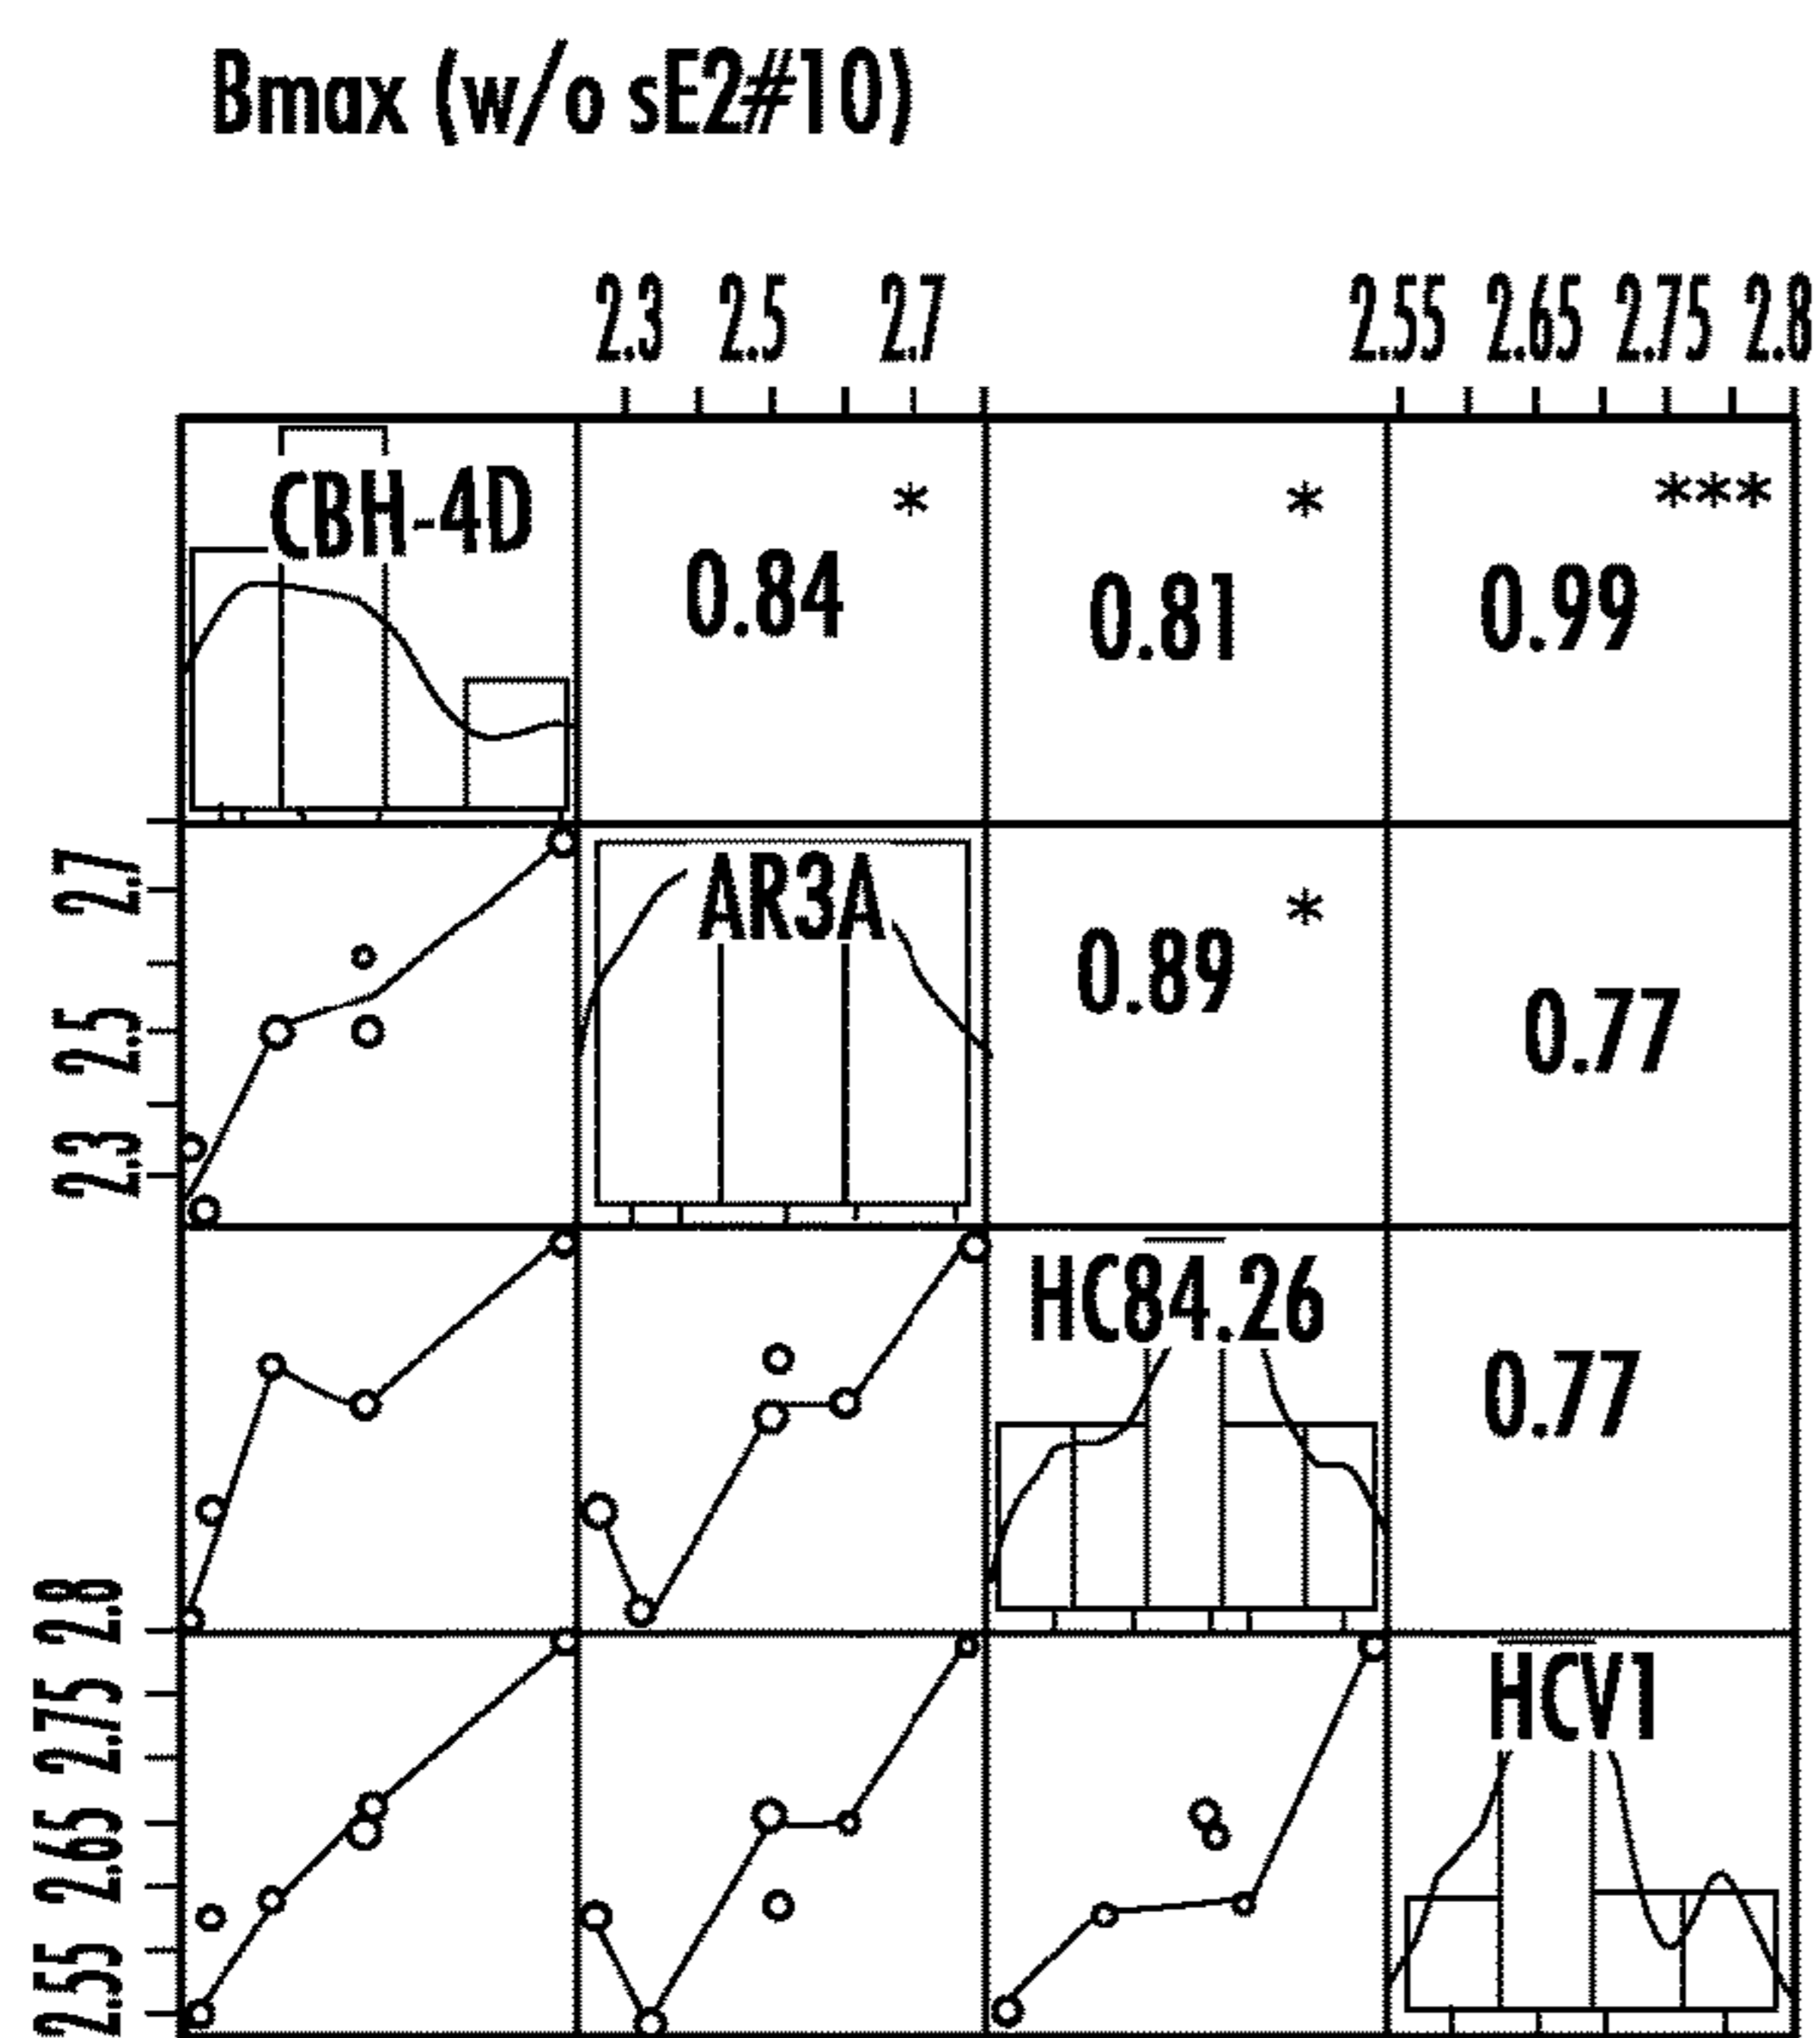 Bmax (w/o sE2#10)
2.3 2.5 2.7 2.55 2.65 2.75 2.8
CBH-4D * * ***
0.84 0.81 0.99
2.7 AR3A 0.89 *
2.5 0.77
2.3
HC84.26 0.77
2.8
2.75 HCV1
2.65
2.55